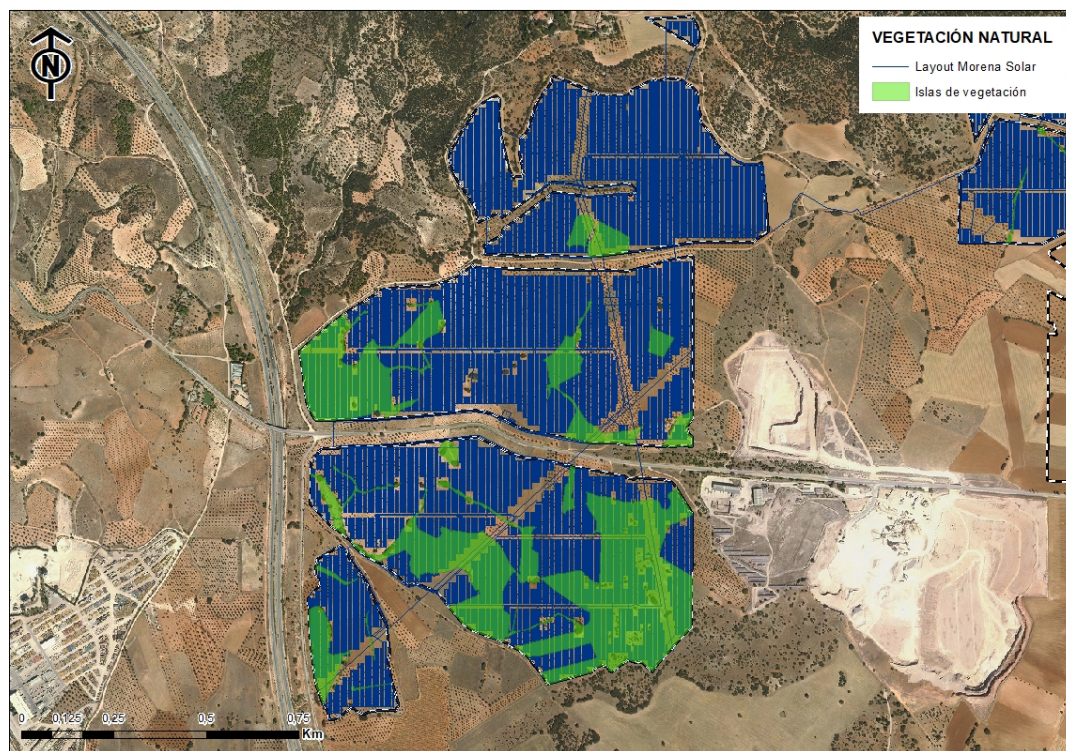 N
VEGETACIÓN NATURAL
Layout Morena Solar
Islas de vegetación
0 0,125 0,25 0,5 0,75
Km